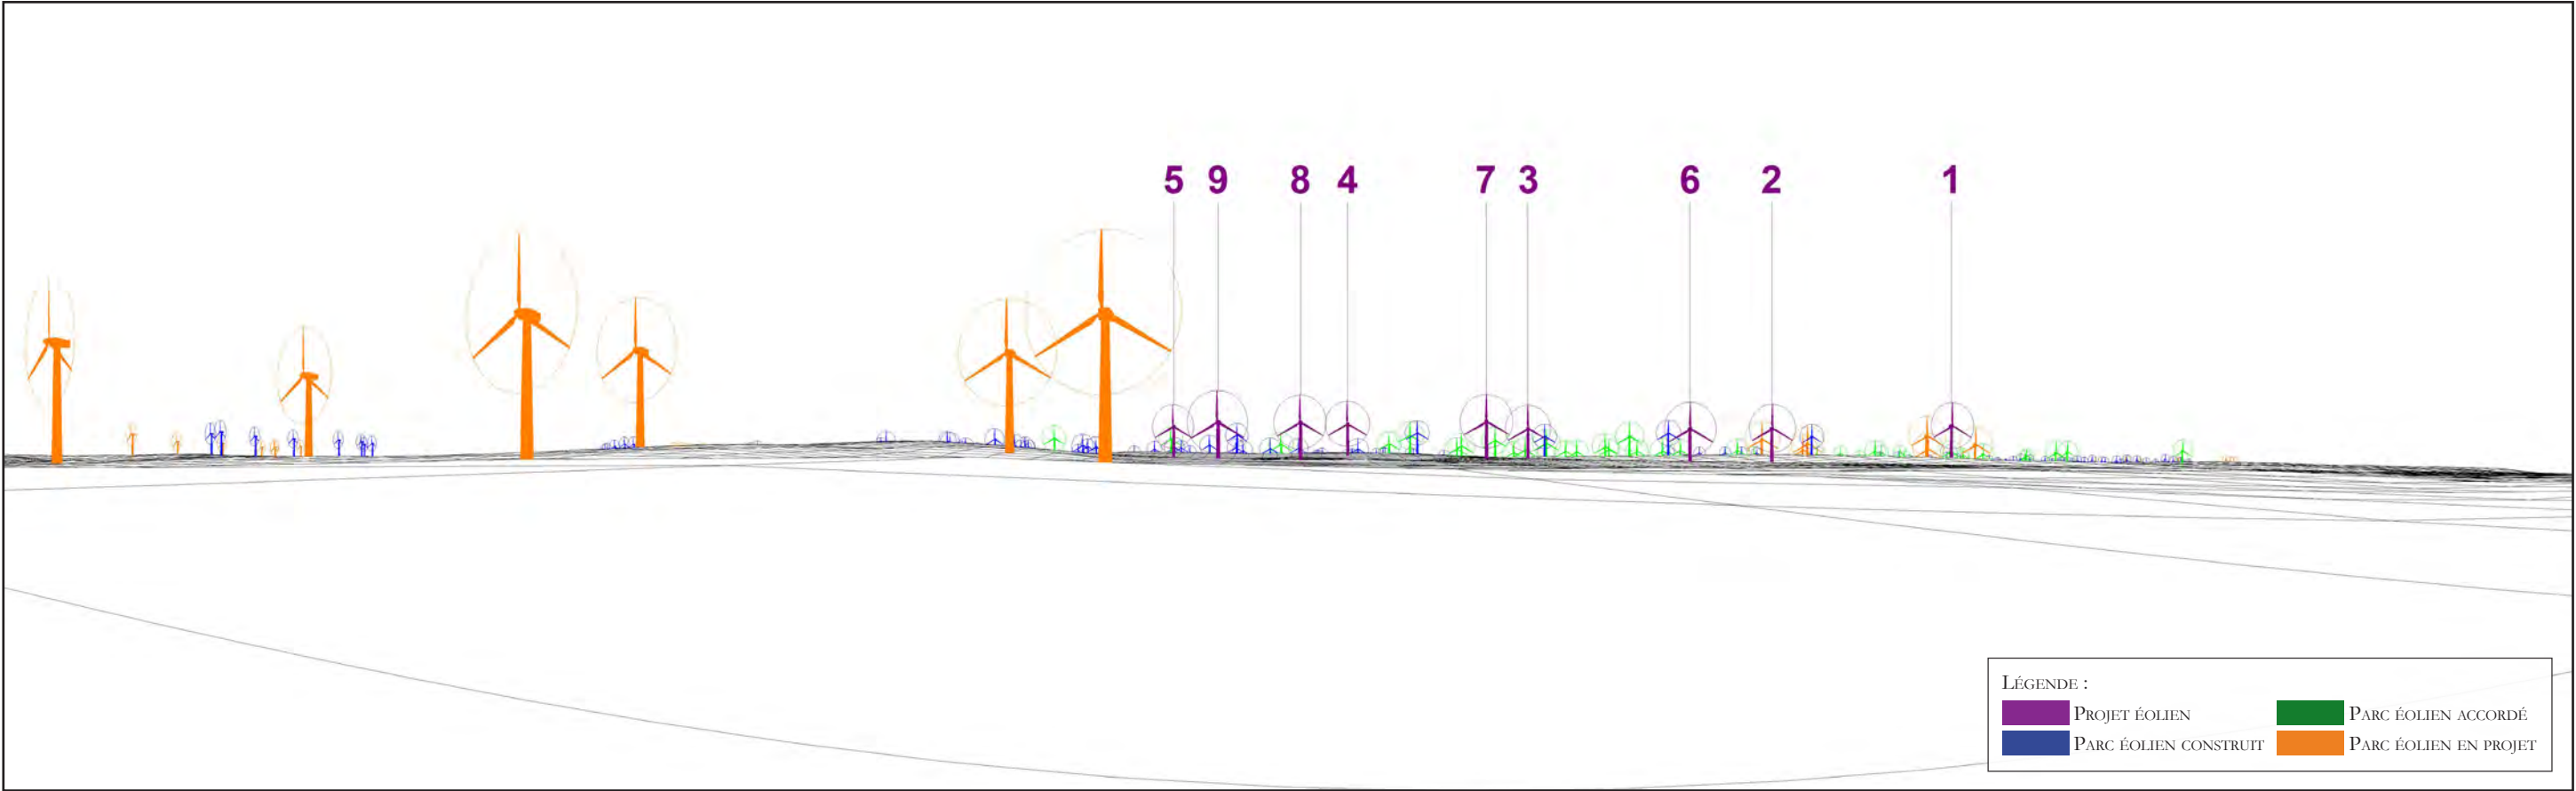 5 9 8 4 7 3 6 2 1
LÉGENDE :
PROJET ÉOLIEN
PARC ÉOLIEN ACCORDÉ
PARC ÉOLIEN CONSTRUIT
PARC ÉOLIEN EN PROJET